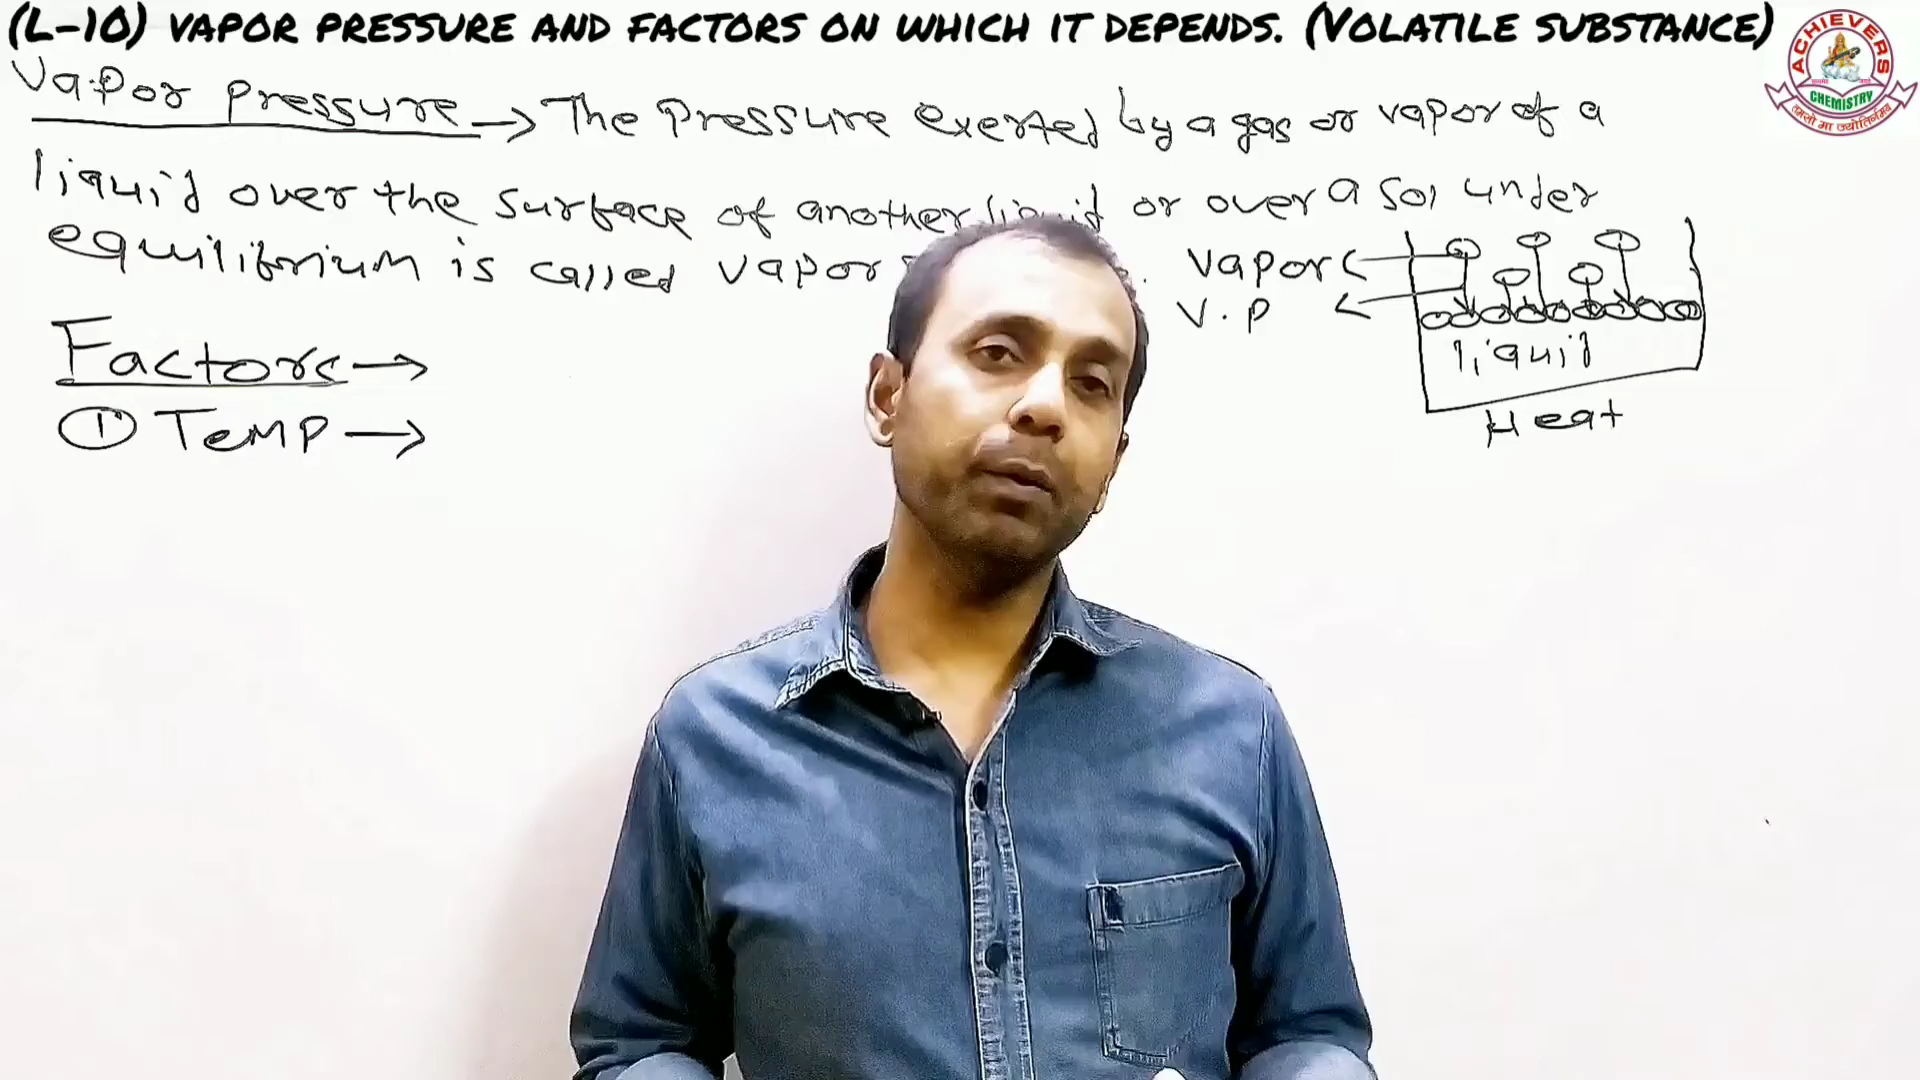 (L-10) VAPOR PRESSURE AND FACTORS ON WHICH IT DEPENDS. (VOLATILE SUBSTANCE)
ACHIEVERS
CHEMISTRY
तमसो मा ज्योतिर्गमय
Vapor Pressure → The Pressure exerted by a gas or vapor of a
liquid over the surface of another liquid or over a sol under
equilibrium is called vapor
Vapor
V.P
liquid
Heat
Factors →
① Temp →